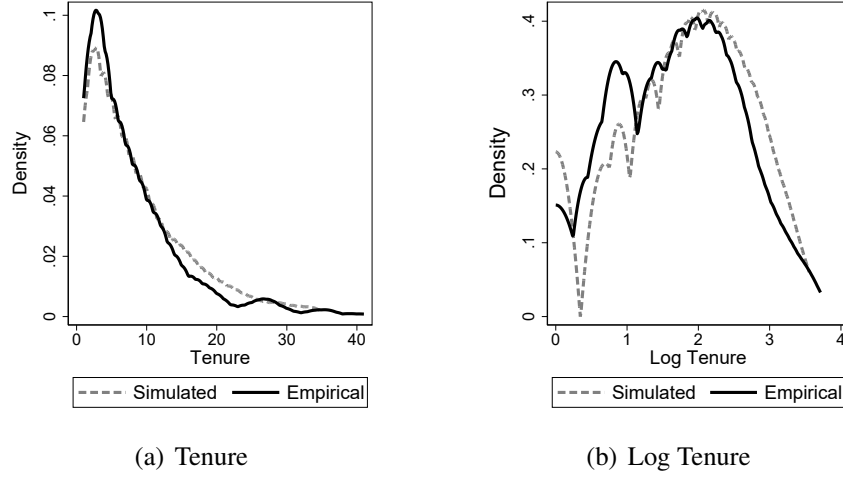 .1
.08
.06
.04
.02
0
Density
0 10 20 30 40
Tenure
Simulated Empirical
(a) Tenure
.4
.3
.2
.1
0
Density
0 1 2 3 4
Log Tenure
Simulated Empirical
(b) Log Tenure